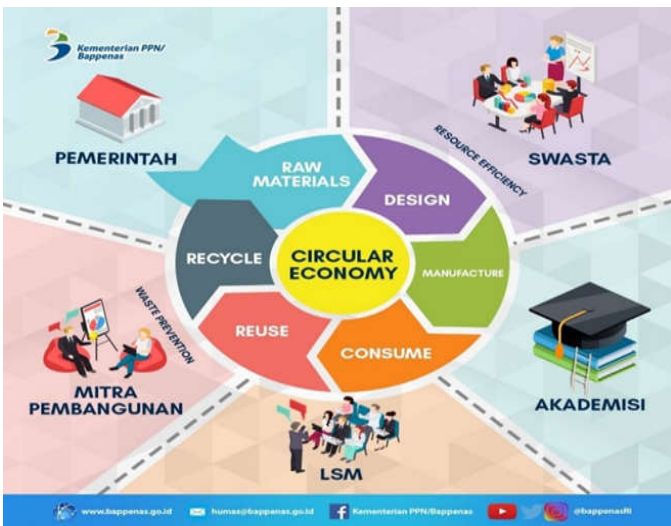 Kementerian PPN/
Bappenas
PEMERINTAH
SWASTA
RESOURCE EFFICIENCY
RAW
MATERIALS
DESIGN
RECYCLE
CIRCULAR
ECONOMY
MANUFACTURE
REUSE
CONSUME
WASTE PREVENTION
MITRA
PEMBANGUNAN
LSM
AKADEMISI
www.bappenas.go.id humas@bappenas.go.id Kementerian PPN/Bappenas @bappenasRI